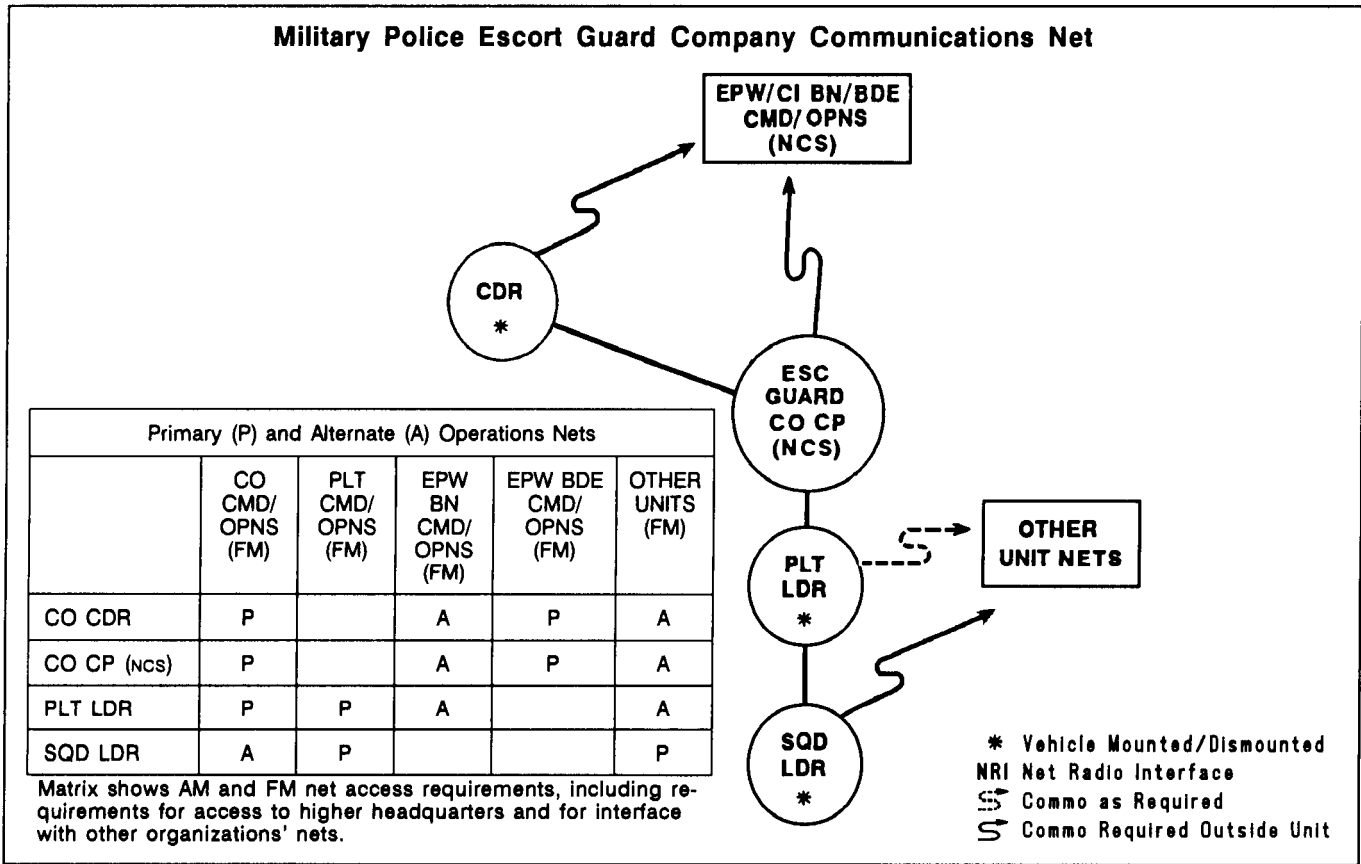 Military Police Escort Guard Company Communications Net
EPW/CI BN/BDE
CMD/OPNS
(NCS)
CDR
*
ESC
GUARD
CO CP
(NCS)
PLT
LDR
*
OTHER
UNIT NETS
SQD
LDR
*
Primary (P) and Alternate (A) Operations Nets
CO CMD/ OPNS (FM)
PLT CMD/ OPNS (FM)
EPW BN CMD/ OPNS (FM)
EPW BDE CMD/ OPNS (FM)
OTHER UNITS (FM)
CO CDR P A P A
CO CP (NCS) P A P A
PLT LDR P P A A
SQD LDR A P P
Matrix shows AM and FM net access requirements, including re-
quirements for access to higher headquarters and for interface
with other organizations' nets.
* Vehicle Mounted/Dismounted
NRI Net Radio Interface
Commo as Required
Commo Required Outside Unit